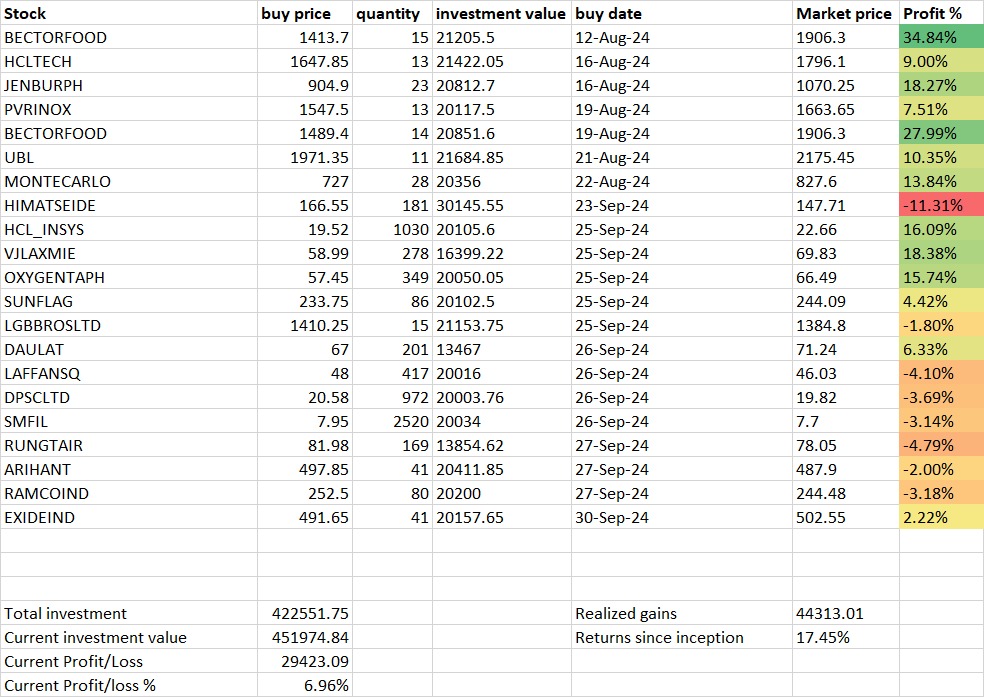 Stock buy price quantity investment value buy date Market price Profit %
BECTORFOOD 1413.7 15 21205.5 12-Aug-24 1906.3 34.84%
HCLTECH 1647.85 13 21422.05 16-Aug-24 1796.1 9.00%
JENBURPH 904.9 23 20812.7 16-Aug-24 1070.25 18.27%
PVRINOX 1547.5 13 20117.5 19-Aug-24 1663.65 7.51%
BECTORFOOD 1489.4 14 20851.6 19-Aug-24 1906.3 27.99%
UBL 1971.35 11 21684.85 21-Aug-24 2175.45 10.35%
MONTECARLO 727 28 20356 22-Aug-24 827.6 13.84%
HIMATSEIDE 166.55 181 30145.55 23-Sep-24 147.71 -11.31%
HCL_INSYS 19.52 1030 20105.6 25-Sep-24 22.66 16.09%
VJLAXMIE 58.99 278 16399.22 25-Sep-24 69.83 18.38%
OXYGENTAPH 57.45 349 20050.05 25-Sep-24 66.49 15.74%
SUNFLAG 233.75 86 20102.5 25-Sep-24 244.09 4.42%
LGBBROSLTD 1410.25 15 21153.75 25-Sep-24 1384.8 -1.80%
DAULAT 67 201 13467 26-Sep-24 71.24 6.33%
LAFFANSQ 48 417 20016 26-Sep-24 46.03 -4.10%
DPSCLTD 20.58 972 20003.76 26-Sep-24 19.82 -3.69%
SMFIL 7.95 2520 20034 26-Sep-24 7.7 -3.14%
RUNGTAIR 81.98 169 13854.62 27-Sep-24 78.05 -4.79%
ARIHANT 497.85 41 20411.85 27-Sep-24 487.9 -2.00%
RAMCOIND 252.5 80 20200 27-Sep-24 244.48 -3.18%
EXIDEIND 491.65 41 20157.65 30-Sep-24 502.55 2.22%
Total investment 422551.75 Realized gains 44313.01
Current investment value 451974.84 Returns since inception 17.45%
Current Profit/Loss 29423.09
Current Profit/loss % 6.96%